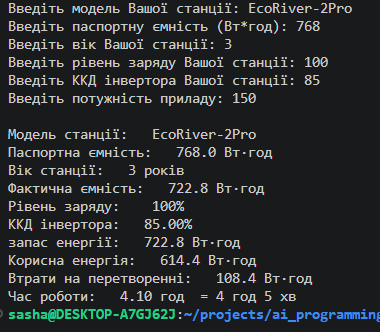 Введіть модель Вашої станції: EcoRiver-2Pro
Введіть паспортну ємність (Вт*год): 768
Введіть вік Вашої станції: 3
Введіть рівень заряду Вашої станції: 100
Введіть ККД інвертора Вашої станції: 85
Введіть потужність приладу: 150
Модель станції: EcoRiver-2Pro
Паспортна ємність: 768.0 Вт·год
Вік станції: 3 років
Фактична ємність: 722.8 Вт·год
Рівень заряду: 100%
ККД інвертора: 85.00%
запас енергії: 722.8 Вт·год
Корисна енергія: 614.4 Вт·год
Втрати на перетворенні: 108.4 Вт·год
Час роботи: 4.10 год = 4 год 5 хв
sasha@DESKTOP-A7GJ62J:~/projects/ai_programming